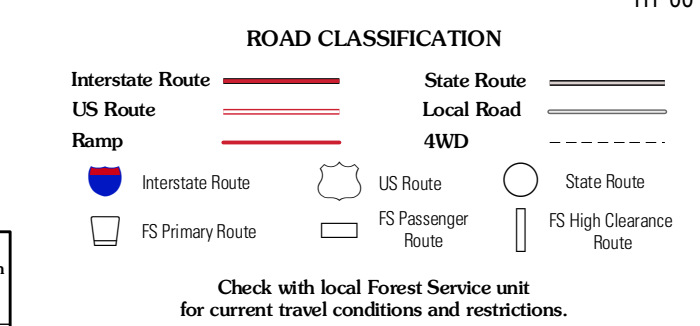 ROAD CLASSIFICATION
Interstate Route
State Route
US Route
Local Road
Ramp
4WD
Interstate Route
US Route
State Route
FS Primary Route
FS Passenger
Route
FS High Clearance
Route
Check with local Forest Service unit
for current travel conditions and restrictions.